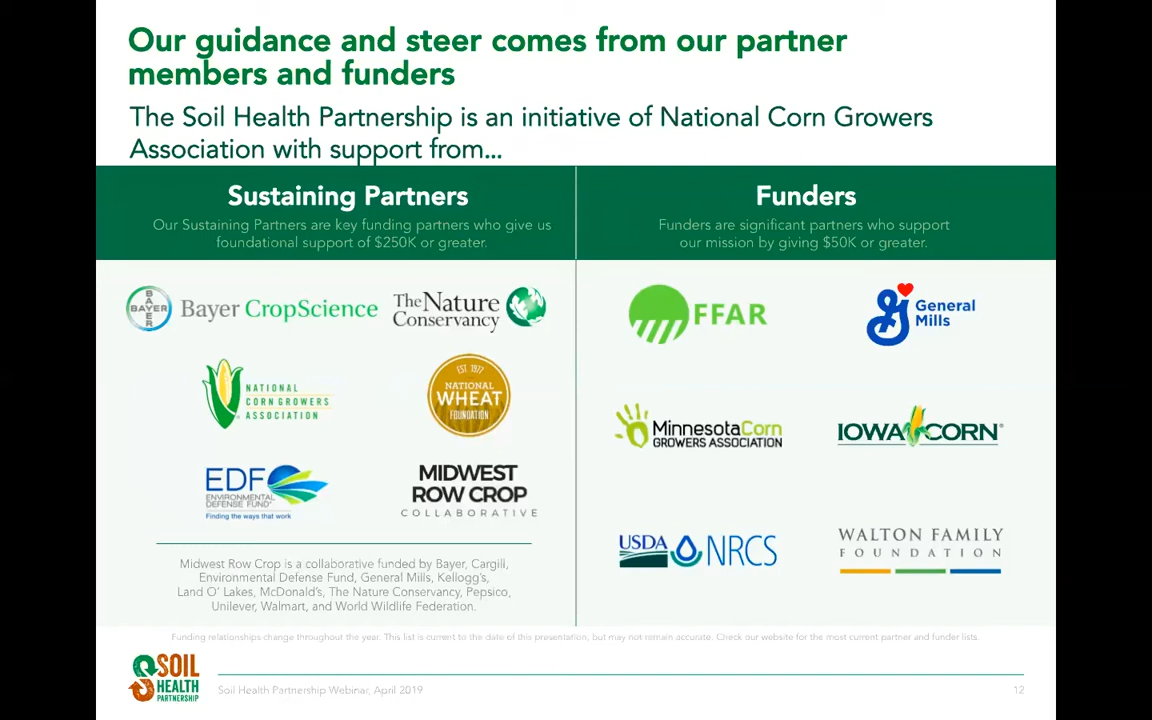 Our guidance and steer comes from our partner
members and funders
The Soil Health Partnership is an initiative of National Corn Growers
Association with support from...
Sustaining Partners
Our Sustaining Partners are key funding partners who give us
foundational support of $250K or greater.
Funders
Funders are significant partners who support
our mission by giving $50K or greater.
BAYER
BAYER
Bayer CropScience
The Nature
Conservancy
NATIONAL
CORN GROWERS
ASSOCIATION
EST. 1977
NATIONAL
WHEAT
FOUNDATION
EDF
ENVIRONMENTAL
DEFENSE FUND®
Finding the ways that work
MIDWEST
ROW CROP
COLLABORATIVE
Midwest Row Crop is a collaborative funded by Bayer, Cargill,
Environmental Defense Fund, General Mills, Kellogg's,
Land O' Lakes, McDonald's, The Nature Conservancy, Pepsico,
Unilever, Walmart, and World Wildlife Federation.
FFAR
G
General
Mills
MinnesotaCorn
GROWERS ASSOCIATION
IOWA CORN®
USDA
NRCS
WALTON FAMILY
FOUNDATION
Funding relationships change throughout the year. This list is current to the date of this presentation, but may not remain accurate. Check our website for the most current partner and funder lists.
SOIL
HEALTH
PARTNERSHIP
Soil Health Partnership Webinar, April 2019
12